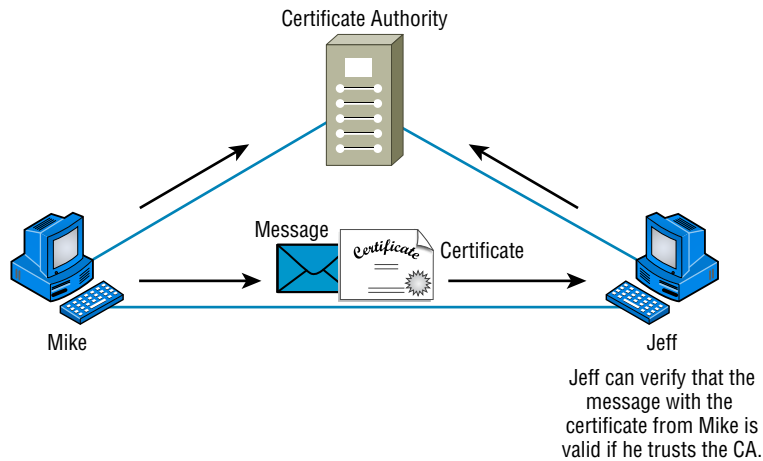 Certificate Authority
Message
Certificate
Certificate
Mike
Jeff
Jeff can verify that the
message with the
certificate from Mike is
valid if he trusts the CA.